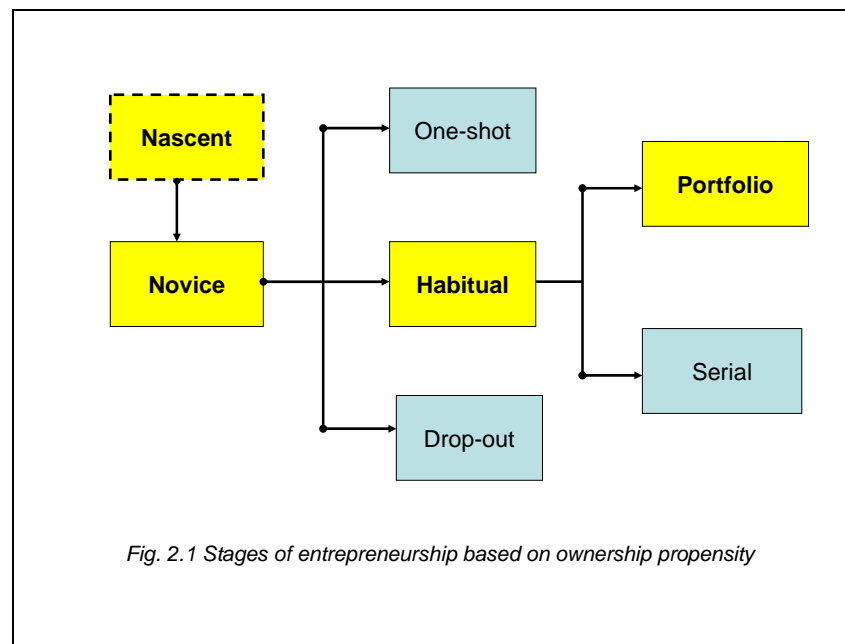 Nascent
One-shot
Portfolio
Novice
Habitual
Serial
Drop-out
Fig. 2.1 Stages of entrepreneurship based on ownership propensity